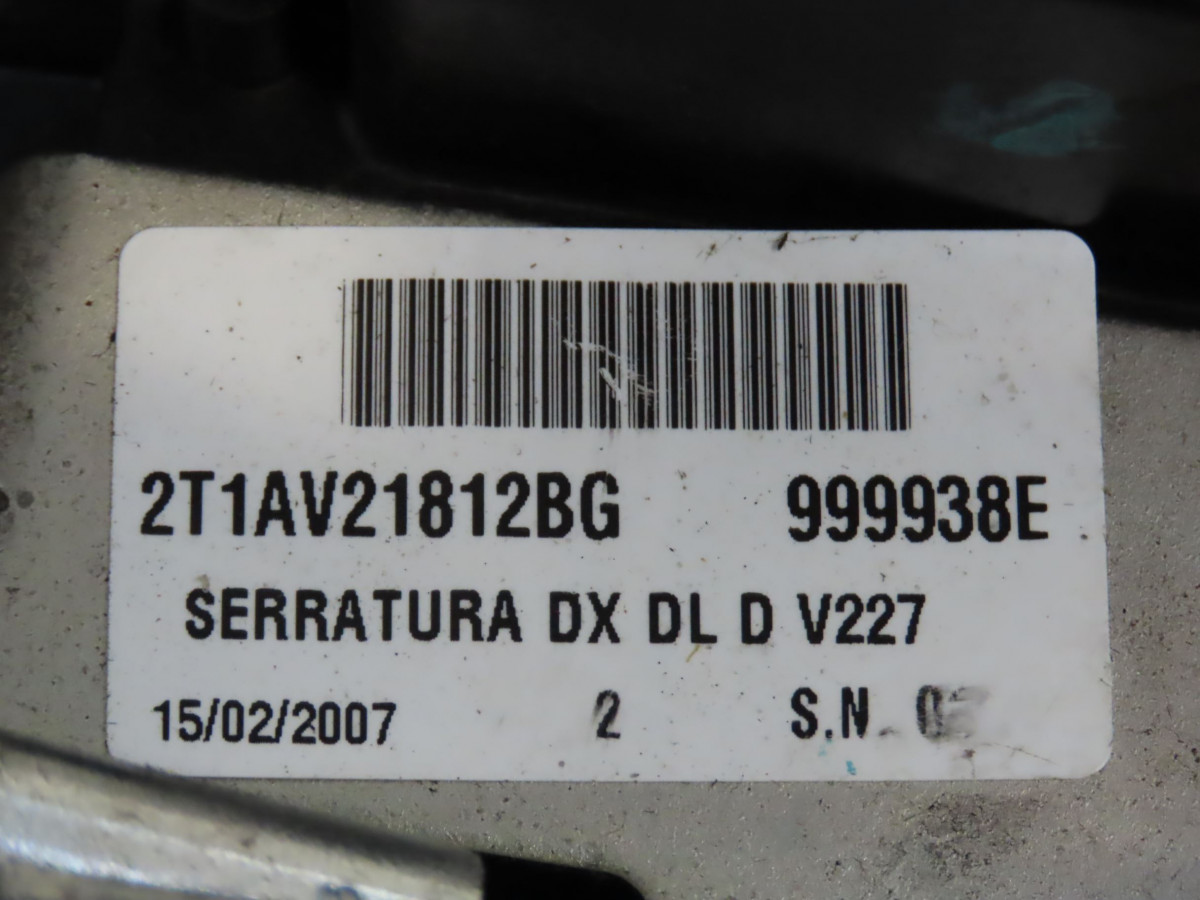 2T1AV21812BG 999938E
SERRATURA DX DL D V227
15/02/2007 2 S.N.